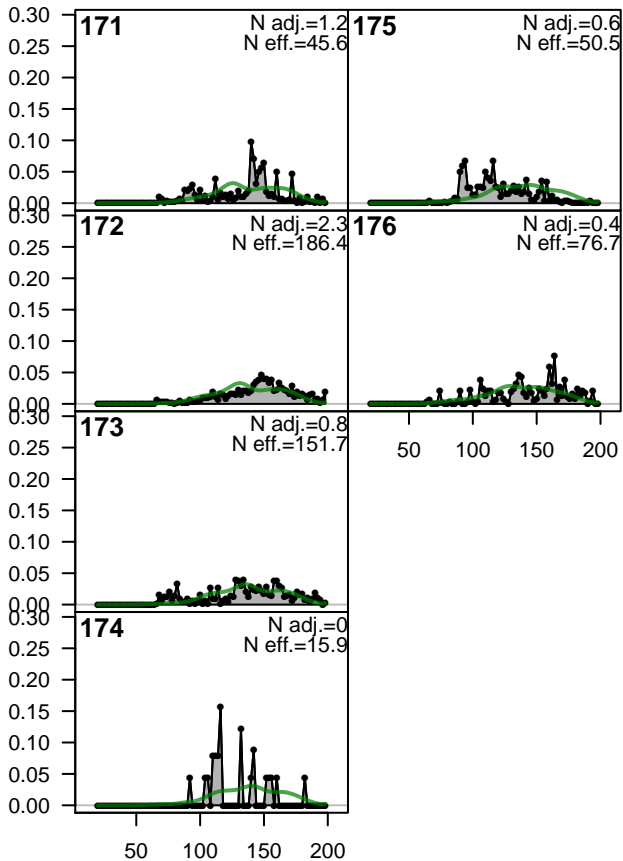 0.30
0.25
0.20
0.15
0.10
0.05
0.00
171
N adj.=1.2
N eff.=45.6
175
N adj.=0.6
N eff.=50.5
0.30
0.25
0.20
0.15
0.10
0.05
0.00
172
N adj.=2.3
N eff.=186.4
176
N adj.=0.4
N eff.=76.7
50 100 150 200
0.30
0.25
0.20
0.15
0.10
0.05
0.00
173
N adj.=0.8
N eff.=151.7
0.30
0.25
0.20
0.15
0.10
0.05
0.00
174
N adj.=0
N eff.=15.9
50 100 150 200